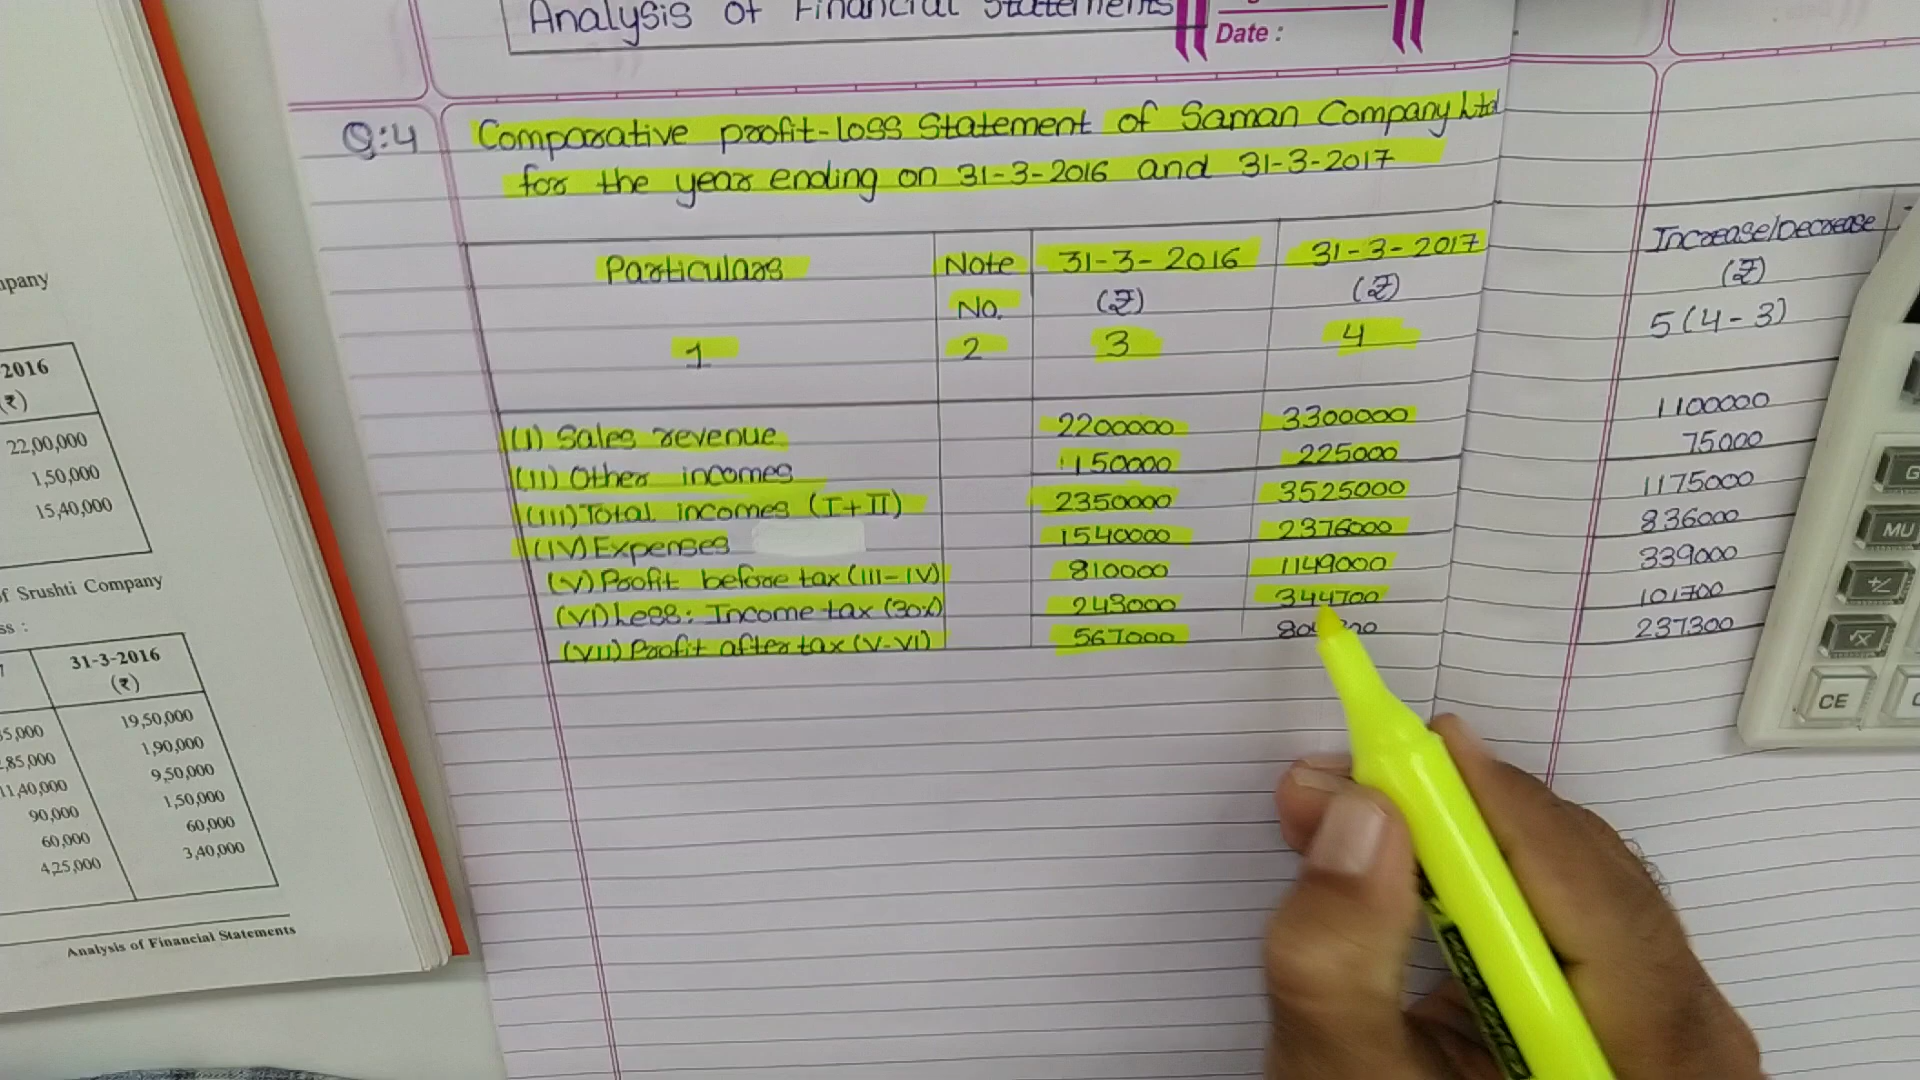 Analysis of Financial Statements
Date :
Q:4 Comparative profit-loss Statement of Saman Company Ltd
for the year ending on 31-3-2016 and 31-3-2017
Particulars Note 31-3-2016 31-3-2017 Increase/Decrease
No. (₹) (₹) (₹)
1 2 3 4 5(4-3)
(I) Sales revenue 2200000 3300000 1100000
(II) Other incomes 150000 225000 75000
(III) Total incomes (I+II) 2350000 3525000 1175000
(IV) Expenses 1540000 2376000 836000
(V) Profit before tax (III-IV) 810000 1149000 339000
(VI) Less: Income tax (30%) 243000 344700 101700
(VII) Profit after tax (V-VI) 567000 237300
2016
(₹)
22,00,000
1,50,000
15,40,000
of Srushti Company
31-3-2016
(₹)
19,50,000
1,90,000
9,50,000
11,40,000 1,50,000
90,000 60,000
60,000 3,40,000
4,25,000
Analysis of Financial Statements
MU
+/-
√x
CE